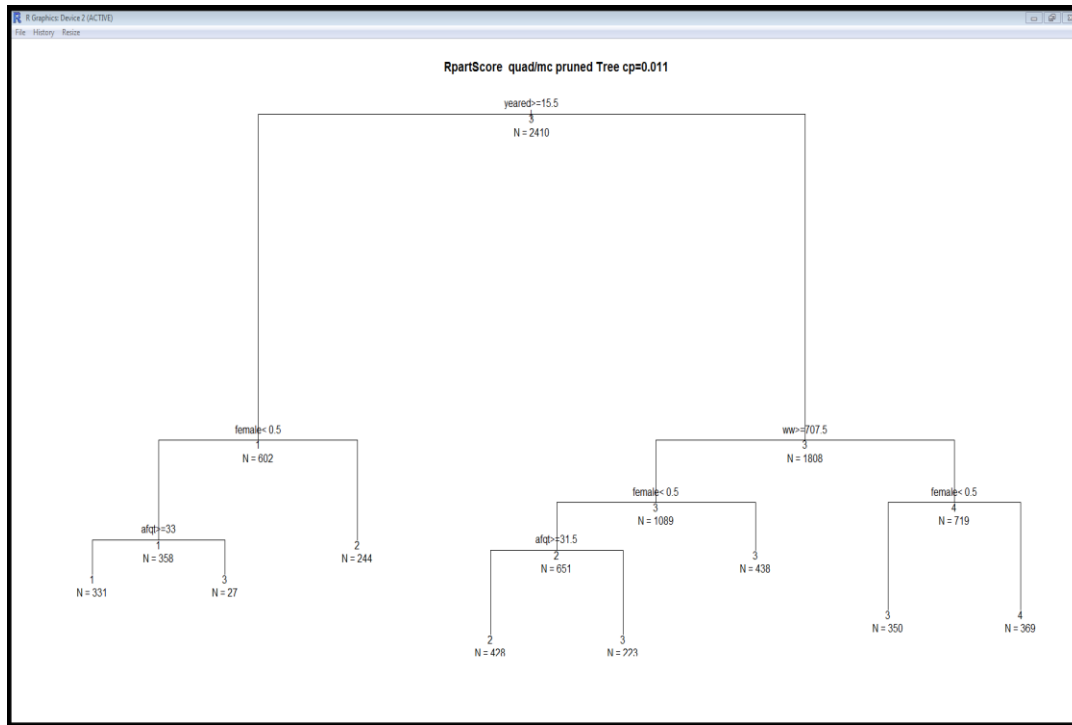 R Graphics: Device 2 (ACTIVE)
File History Resize
RpartScore quad/mc pruned Tree cp=0.011
yeared>=15.5
3
N = 2410
female< 0.5
1
N = 602
ww>=707.5
3
N = 1808
afqt>=33
1
N = 358
2
N = 244
female< 0.5
3
N = 1089
female< 0.5
4
N = 719
1
N = 331
3
N = 27
afqt>=31.5
2
N = 651
3
N = 438
2
N = 428
3
N = 223
3
N = 350
4
N = 369